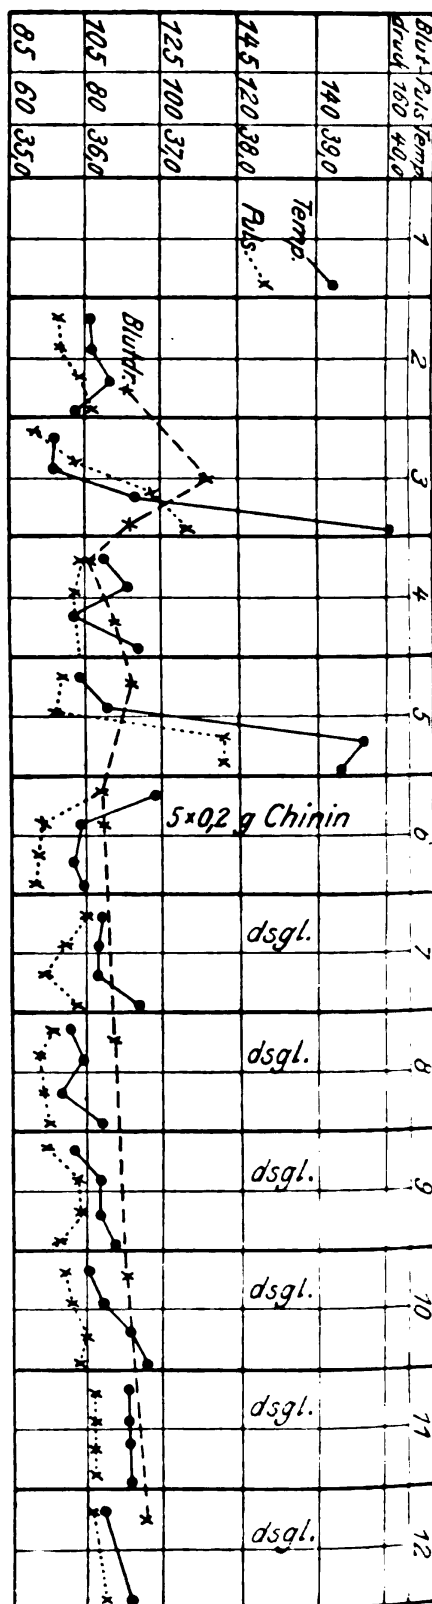 Blut- Puls Temp. 1 2 3 4 5 6 7 8 9 10 11 12
druck 160 40,0
140 39,0
Temp.
145 120 38,0
Puls.
5×0,2 g Chinin dsgl. dsgl. dsgl. dsgl. dsgl. dsgl.
125 100 37,0
Blutdr.
105 80 36,0
85 60 35,0